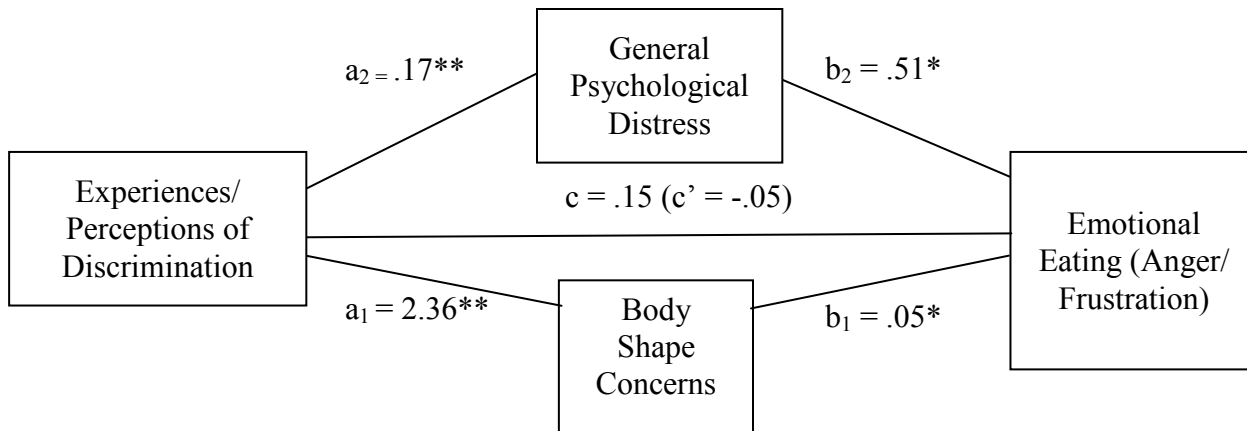 General
Psychological
Distress
a₂ = .17**
b₂ = .51*
Experiences/
Perceptions of
Discrimination
c = .15 (c’ = -.05)
Emotional
Eating (Anger/
Frustration)
a₁ = 2.36**
Body
Shape
Concerns
b₁ = .05*